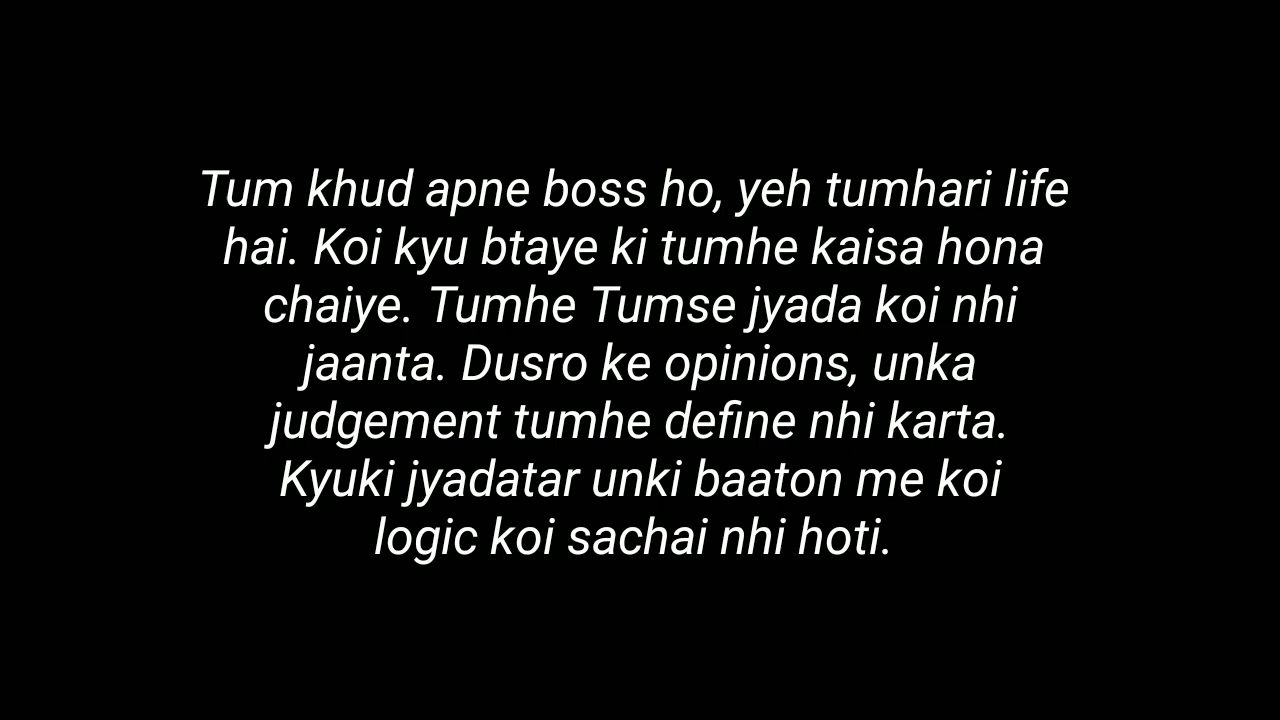 Tum khud apne boss ho, yeh tumhari life
hai. Koi kyu btaye ki tumhe kaisa hona
chaiye. Tumhe Tumse jyada koi nhi
jaanta. Dusro ke opinions, unka
judgement tumhe define nhi karta.
Kyuki jyadatar unki baaton me koi
logic koi sachai nhi hoti.